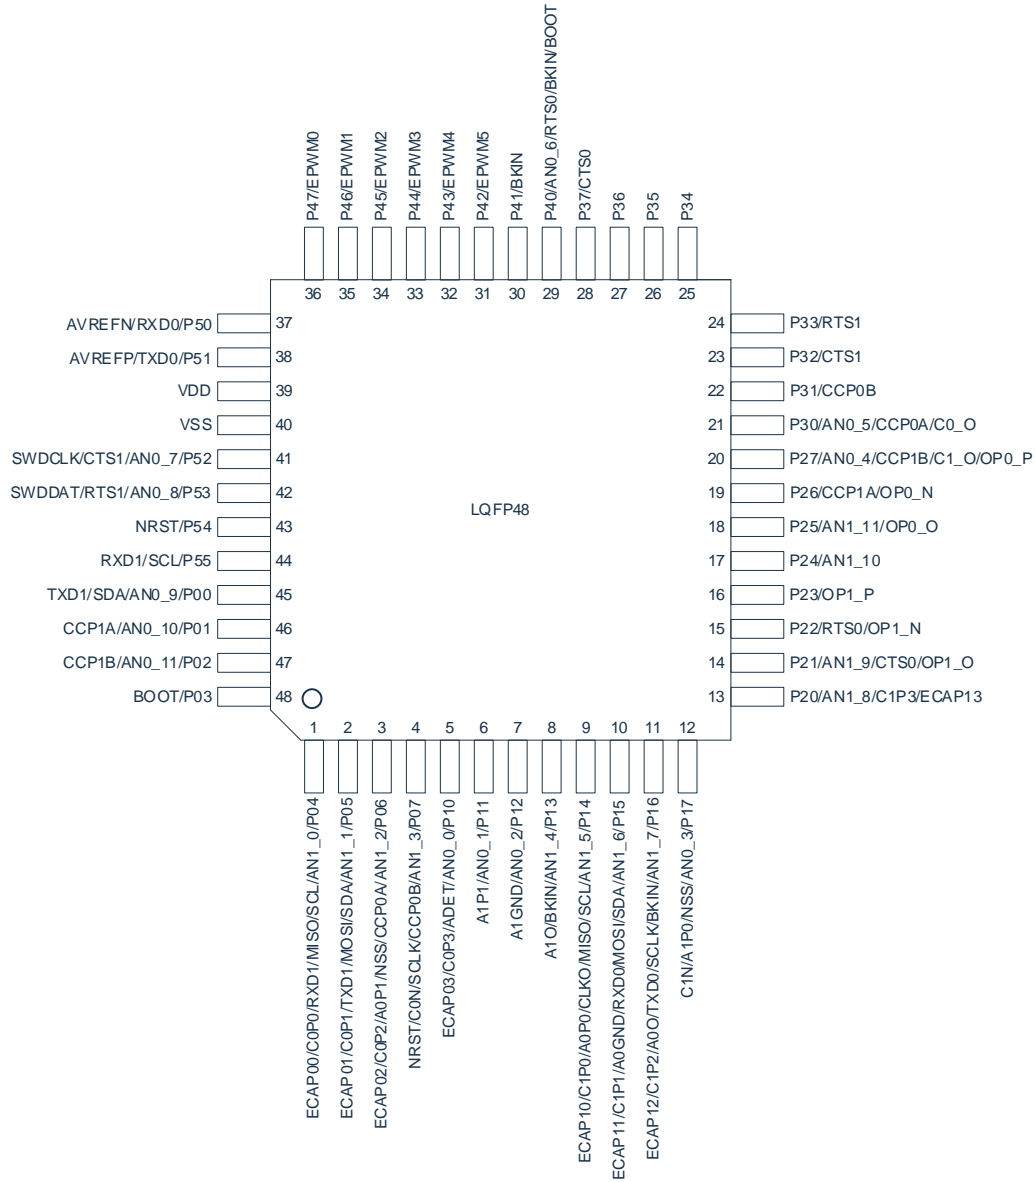 P47/EPWM0
P46/EPWM1
P45/EPWM2
P44/EPWM3
P43/EPWM4
P42/EPWM5
P41/BKIN
P40/AN0_6/RTS0/BKIN/BOOT
P37/CTS0
P36
P35
P34
36
35
34
33
32
31
30
29
28
27
26
25
AVREFN/RXD0/P50
37
24
P33/RTS1
AVREFP/TXD0/P51
38
23
P32/CTS1
VDD
39
22
P31/CCP0B
VSS
40
21
P30/AN0_5/CCP0A/C0_O
SWDCLK/CTS1/AN0_7/P52
41
20
P27/AN0_4/CCP1B/C1_O/OP0_P
SWDDAT/RTS1/AN0_8/P53
42
19
P26/CCP1A/OP0_N
LQFP48
NRST/P54
43
18
P25/AN1_11/OP0_O
RXD1/SCL/P55
44
17
P24/AN1_10
TXD1/SDA/AN0_9/P00
45
16
P23/OP1_P
CCP1A/AN0_10/P01
46
15
P22/RTS0/OP1_N
CCP1B/AN0_11/P02
47
14
P21/AN1_9/CTS0/OP1_O
BOOT/P03
48
13
P20/AN1_8/C1P3/ECAP13
1
2
3
4
5
6
7
8
9
10
11
12
ECAP00/C0P0/RXD1/MISO/SCL/AN1_0/P04
ECAP01/C0P1/TXD1/MOSI/SDA/AN1_1/P05
ECAP02/C0P2/A0P1/NSS/CCP0A/AN1_2/P06
NRST/C0N/SCLK/CCP0B/AN1_3/P07
ECAP03/C0P3/ADET/AN0_0/P10
A1P1/AN0_1/P11
A1GND/AN0_2/P12
A1O/BKIN/AN1_4/P13
ECAP10/C1P0/A0P0/CLKO/MISO/SCL/AN1_5/P14
ECAP11/C1P1/A0GND/RXD0MOSI/SDA/AN1_6/P15
ECAP12/C1P2/A0O/TXD0/SCLK/BKIN/AN1_7/P16
C1N/A1P0/NSS/AN0_3/P17